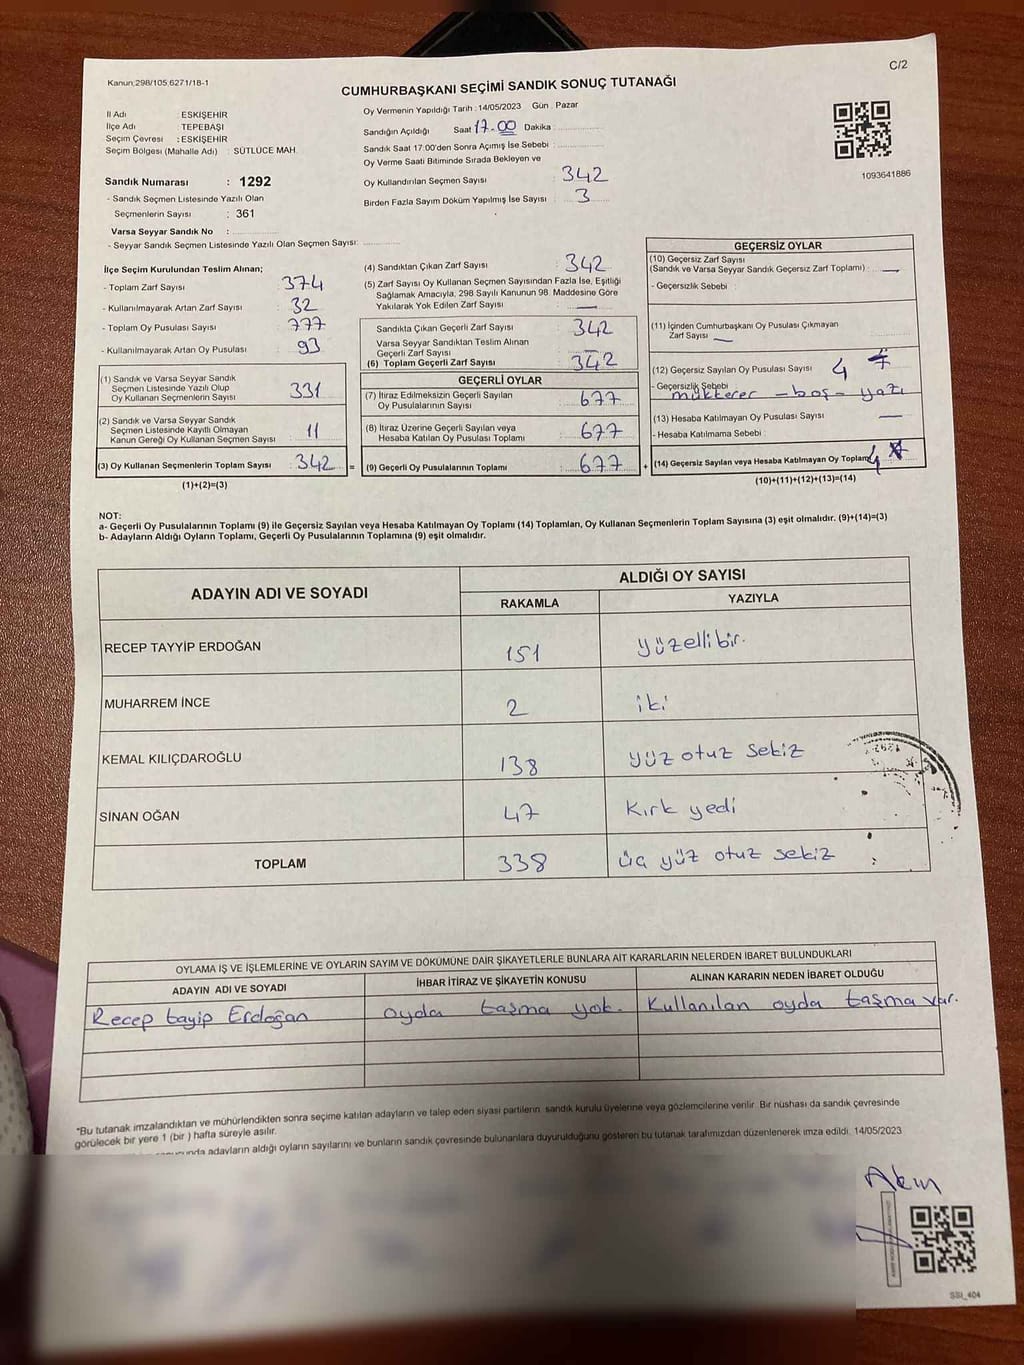 Kanun:298/105,6271/18-1
C/2
CUMHURBAŞKANI SEÇİMİ SANDIK SONUÇ TUTANAĞI
İl Adı : ESKİŞEHİR
İlçe Adı : TEPEBAŞI
Seçim Çevresi : ESKİŞEHİR
Seçim Bölgesi (Mahalle Adı) : SÜTLÜCE MAH.
Oy Vermenin Yapıldığı Tarih : 14/05/2023 Gün : Pazar
Sandığın Açıldığı Saat 17.00 Dakika :
Sandık Saat 17:00'den Sonra Açımış İse Sebebi :
Oy Verme Saati Bitiminde Sırada Bekleyen ve
Oy Kullandırılan Seçmen Sayısı : 342
Birden Fazla Sayım Döküm Yapılmış İse Sayısı : 3
1093641886
Sandık Numarası : 1292
- Sandık Seçmen Listesinde Yazılı Olan
Seçmenlerin Sayısı : 361
Varsa Seyyar Sandık No :
- Seyyar Sandık Seçmen Listesinde Yazılı Olan Seçmen Sayısı:
İlçe Seçim Kurulundan Teslim Alınan;
- Toplam Zarf Sayısı : 374
- Kullanılmayarak Artan Zarf Sayısı : 32
- Toplam Oy Pusulası Sayısı : 777
- Kullanılmayarak Artan Oy Pusulası : 93
(1) Sandık ve Varsa Seyyar Sandık
Seçmen Listesinde Yazılı Olup
Oy Kullanan Seçmenlerin Sayısı : 331
(2) Sandık ve Varsa Seyyar Sandık
Seçmen Listesinde Kayıtlı Olmayan
Kanun Gereği Oy Kullanan Seçmen Sayısı : 11
(3) Oy Kullanan Seçmenlerin Toplam Sayısı : 342 =
(1)+(2)=(3)
(4) Sandıktan Çıkan Zarf Sayısı : 342
(5) Zarf Sayısı Oy Kullanan Seçmen Sayısından Fazla İse, Eşitliği
Sağlamak Amacıyla, 298 Sayılı Kanunun 98. Maddesine Göre
Yakılarak Yok Edilen Zarf Sayısı : —
Sandıkta Çıkan Geçerli Zarf Sayısı : 342
Varsa Seyyar Sandıktan Teslim Alınan
Geçerli Zarf Sayısı : —
(6) Toplam Geçerli Zarf Sayısı : 342
GEÇERLİ OYLAR
(7) İtiraz Edilmeksizin Geçerli Sayılan
Oy Pusulalarının Sayısı : 677
(8) İtiraz Üzerine Geçerli Sayılan veya
Hesaba Katılan Oy Pusulası Toplamı : 677
(9) Geçerli Oy Pusulalarının Toplamı : 677 +
GEÇERSİZ OYLAR
(10) Geçersiz Zarf Sayısı
(Sandık ve Varsa Seyyar Sandık Geçersiz Zarf Toplamı) : —
- Geçersizlik Sebebi :
(11) İçinden Cumhurbaşkanı Oy Pusulası Çıkmayan
Zarf Sayısı : —
(12) Geçersiz Sayılan Oy Pusulası Sayısı : 4
- Geçersizlik Sebebi :
mükkerer - boş - yazı
(13) Hesaba Katılmayan Oy Pusulası Sayısı : —
- Hesaba Katılmama Sebebi :
(14) Geçersiz Sayılan veya Hesaba Katılmayan Oy Toplamı 4
(10)+(11)+(12)+(13)=(14)
NOT:
a- Geçerli Oy Pusulalarının Toplamı (9) ile Geçersiz Sayılan veya Hesaba Katılmayan Oy Toplamı (14) Toplamları, Oy Kullanan Seçmenlerin Toplam Sayısına (3) eşit olmalıdır. (9)+(14)=(3)
b- Adayların Aldığı Oyların Toplamı, Geçerli Oy Pusulalarının Toplamına (9) eşit olmalıdır.
ADAYIN ADI VE SOYADI ALDIĞI OY SAYISI
RAKAMLA YAZIYLA
RECEP TAYYİP ERDOĞAN 151 yüzellibir.
MUHARREM İNCE 2 iki
KEMAL KILIÇDAROĞLU 138 yüz otuz sekiz
1292
SİNAN OĞAN 47 Kırk yedi
TOPLAM 338 üç yüz otuz sekiz
OYLAMA İŞ VE İŞLEMLERİNE VE OYLARIN SAYIM VE DÖKÜMÜNE DAİR ŞİKAYETLERLE BUNLARA AİT KARARLARIN NELERDEN İBARET BULUNDUKLARI
ADAYIN ADI VE SOYADI İHBAR İTİRAZ VE ŞİKAYETİN KONUSU ALINAN KARARIN NEDEN İBARET OLDUĞU
Recep tayip Erdoğan oyda taşma yok. Kullanılan oyda taşma var.
*Bu tutanak imzalandıktan ve mühürlendikten sonra seçime katılan adayların ve talep eden siyasi partilerin sandık kurulu üyelerine veya gözlemcilerine verilir. Bir nüshası da sandık çevresinde
görülecek bir yere 1 (bir ) hafta süreyle asılır.
adayların aldığı oyların sayılarını ve bunların sandık çevresinde bulunanlara duyurulduğunu gösteren bu tutanak tarafımızdan düzenlenerek imza edildi. 14/05/2023
Akın
SSI_404